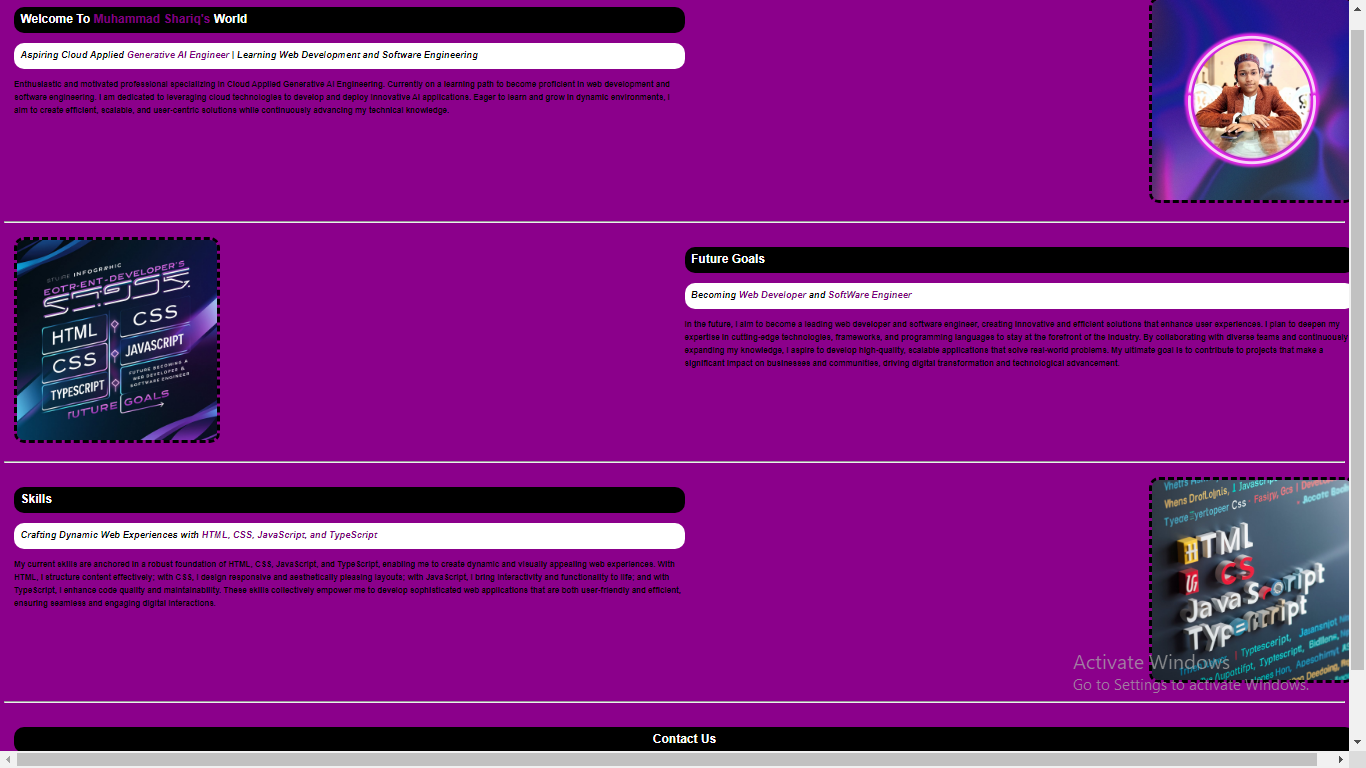 Welcome To Muhammad Shariq's World
Aspiring Cloud Applied Generative AI Engineer | Learning Web Development and Software Engineering
Enthusiastic and motivated professional specializing in Cloud Applied Generative AI Engineering. Currently on a learning path to become proficient in web development and
software engineering. I am dedicated to leveraging cloud technologies to develop and deploy innovative AI applications. Eager to learn and grow in dynamic environments, I
aim to create efficient, scalable, and user-centric solutions while continuously advancing my technical knowledge.
INFOGRRHIC
EOTR-ENT-DEVELOPER'S
HTML
CSS
CSS
JAVASCRIPT
TYPESCRIPT
FUTURE BECOMING A
WEB DEVELOPER &
SOFTWARE ENGINEER
GOALS
Future Goals
Becoming Web Developer and SoftWare Engineer
In the future, I aim to become a leading web developer and software engineer, creating innovative and efficient solutions that enhance user experiences. I plan to deepen my
expertise in cutting-edge technologies, frameworks, and programming languages to stay at the forefront of the industry. By collaborating with diverse teams and continuously
expanding my knowledge, I aspire to develop high-quality, scalable applications that solve real-world problems. My ultimate goal is to contribute to projects that make a
significant impact on businesses and communities, driving digital transformation and technological advancement.
Skills
Crafting Dynamic Web Experiences with HTML, CSS, JavaScript, and TypeScript
My current skills are anchored in a robust foundation of HTML, CSS, JavaScript, and TypeScript, enabling me to create dynamic and visually appealing web experiences. With
HTML, I structure content effectively; with CSS, I design responsive and aesthetically pleasing layouts; with JavaScript, I bring interactivity and functionality to life; and with
TypeScript, I enhance code quality and maintainability. These skills collectively empower me to develop sophisticated web applications that are both user-friendly and efficient,
ensuring seamless and engaging digital interactions.
HTML
CS
Java
Activate Windows
Go to Settings to activate Windows.
Contact Us